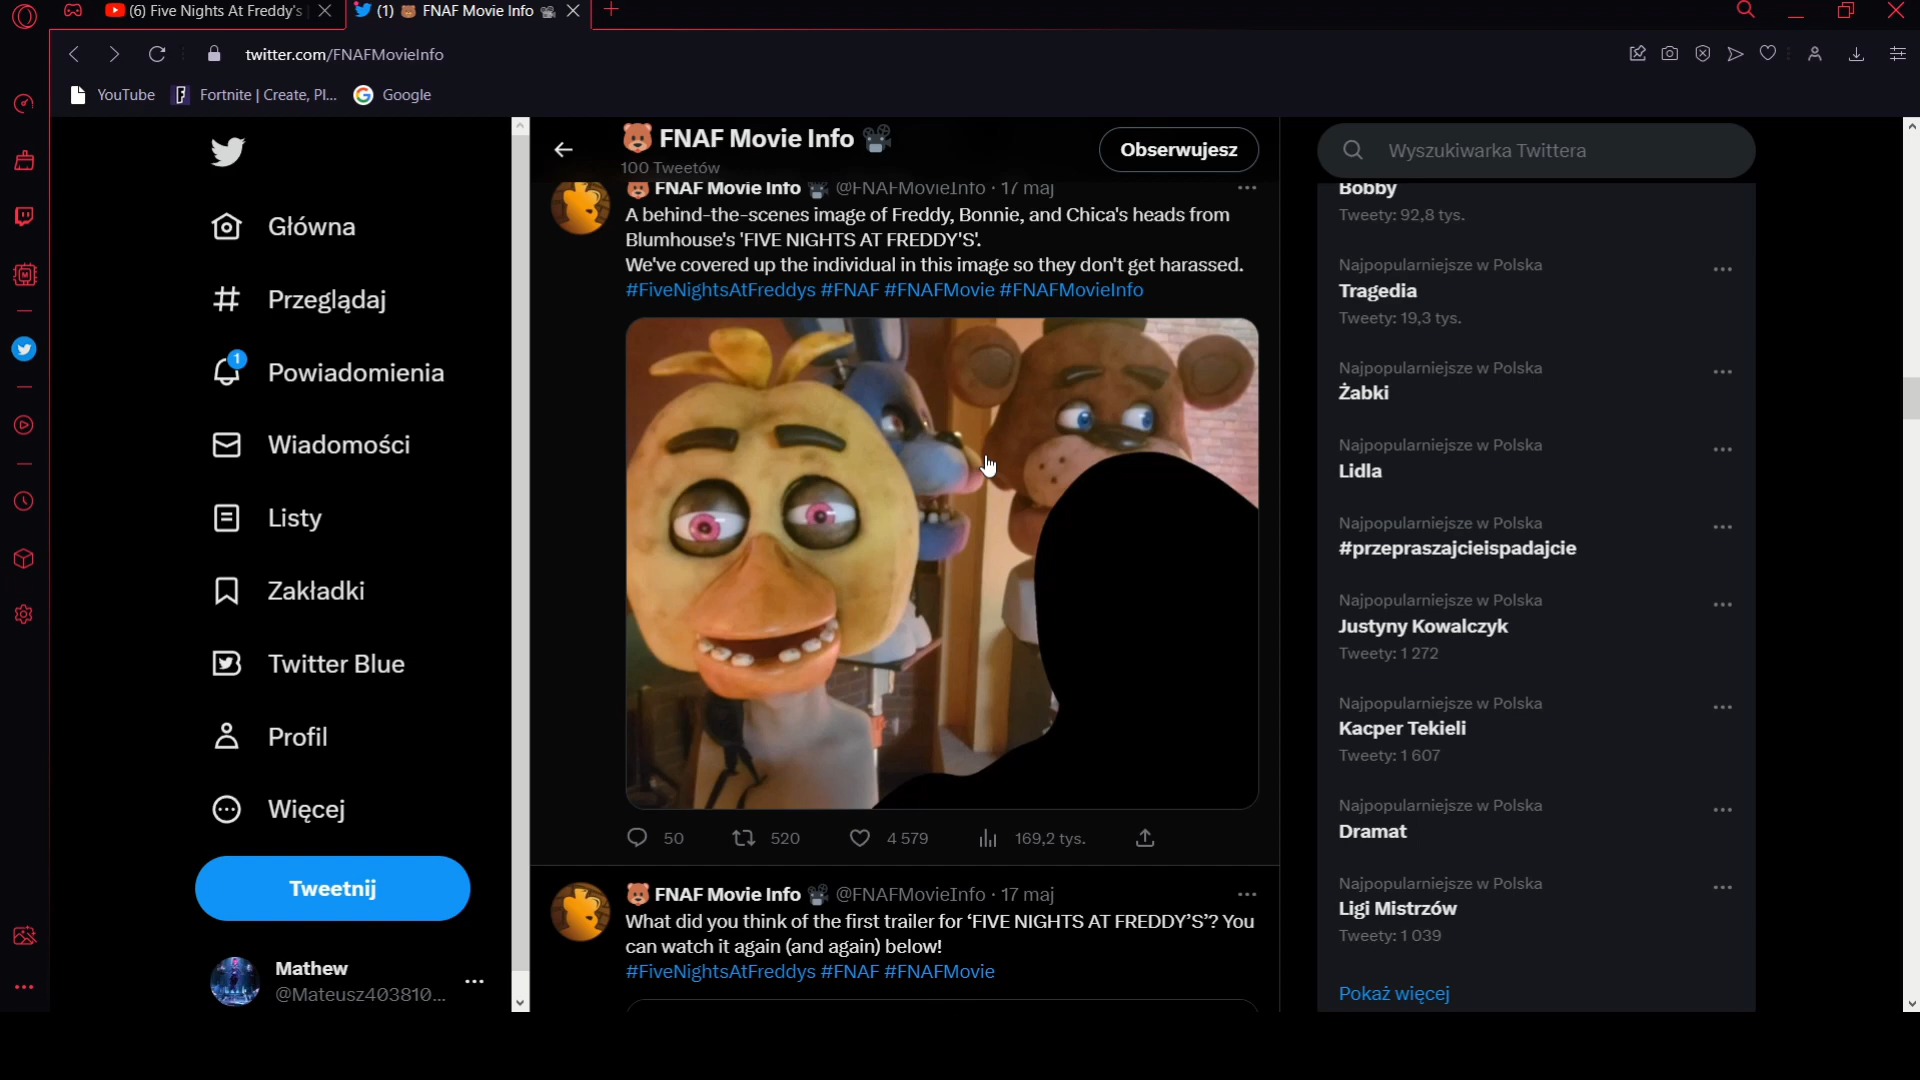 (6) Five Nights At Freddy's
(1) 🐻 FNAF Movie Info 📽
twitter.com/FNAFMovieInfo
YouTube
Fortnite | Create, Pl...
Google
Główna
Przeglądaj
1
Powiadomienia
Wiadomości
Listy
Zakładki
Twitter Blue
Profil
Więcej
Tweetnij
Mathew
@Mateusz403810...
🐻 FNAF Movie Info 📽
100 Tweetów
Obserwujesz
🐻 FNAF Movie Info 📽 @FNAFMovieInfo · 17 maj
A behind-the-scenes image of Freddy, Bonnie, and Chica's heads from
Blumhouse's 'FIVE NIGHTS AT FREDDY'S'.
We've covered up the individual in this image so they don't get harassed.
#FiveNightsAtFreddys #FNAF #FNAFMovie #FNAFMovieInfo
50
520
4 579
169,2 tys.
🐻 FNAF Movie Info 📽 @FNAFMovieInfo · 17 maj
What did you think of the first trailer for ‘FIVE NIGHTS AT FREDDY’S’? You
can watch it again (and again) below!
#FiveNightsAtFreddys #FNAF #FNAFMovie
Wyszukiwarka Twittera
Bobby
Tweety: 92,8 tys.
Najpopularniejsze w Polska
Tragedia
Tweety: 19,3 tys.
Najpopularniejsze w Polska
Żabki
Najpopularniejsze w Polska
Lidla
Najpopularniejsze w Polska
#przepraszajcieispadajcie
Najpopularniejsze w Polska
Justyny Kowalczyk
Tweety: 1 272
Najpopularniejsze w Polska
Kacper Tekieli
Tweety: 1 607
Najpopularniejsze w Polska
Dramat
Najpopularniejsze w Polska
Ligi Mistrzów
Tweety: 1 039
Pokaż więcej